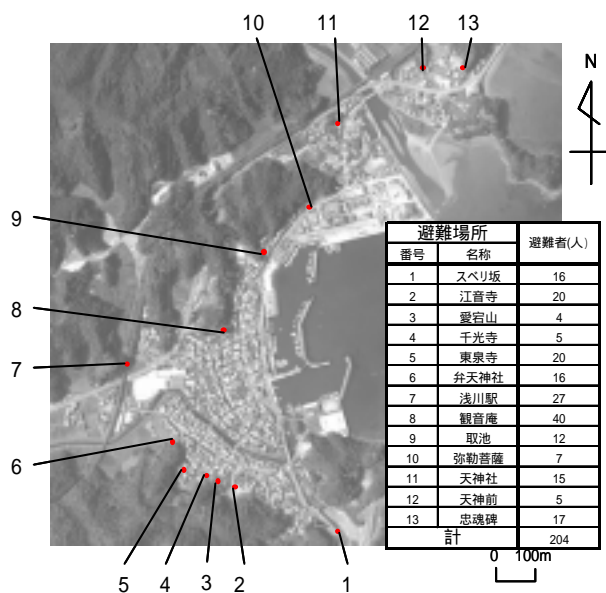 10
11
12
13
N
9
8
7
6
5
4
3
2
1
避難場所 避難者(人)
番号 名称
1 スベリ坂 16
2 江音寺 20
3 愛宕山 4
4 千光寺 5
5 東泉寺 20
6 弁天神社 16
7 浅川駅 27
8 観音庵 40
9 取池 12
10 弥勒菩薩 7
11 天神社 15
12 天神前 5
13 忠魂碑 17
計 204
0 100m